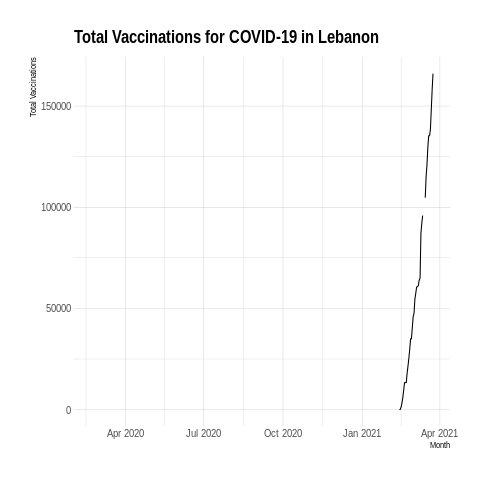 Total Vaccinations for COVID-19 in Lebanon
Total Vaccinations
150000
100000
50000
0
Apr 2020 Jul 2020 Oct 2020 Jan 2021 Apr 2021
Month